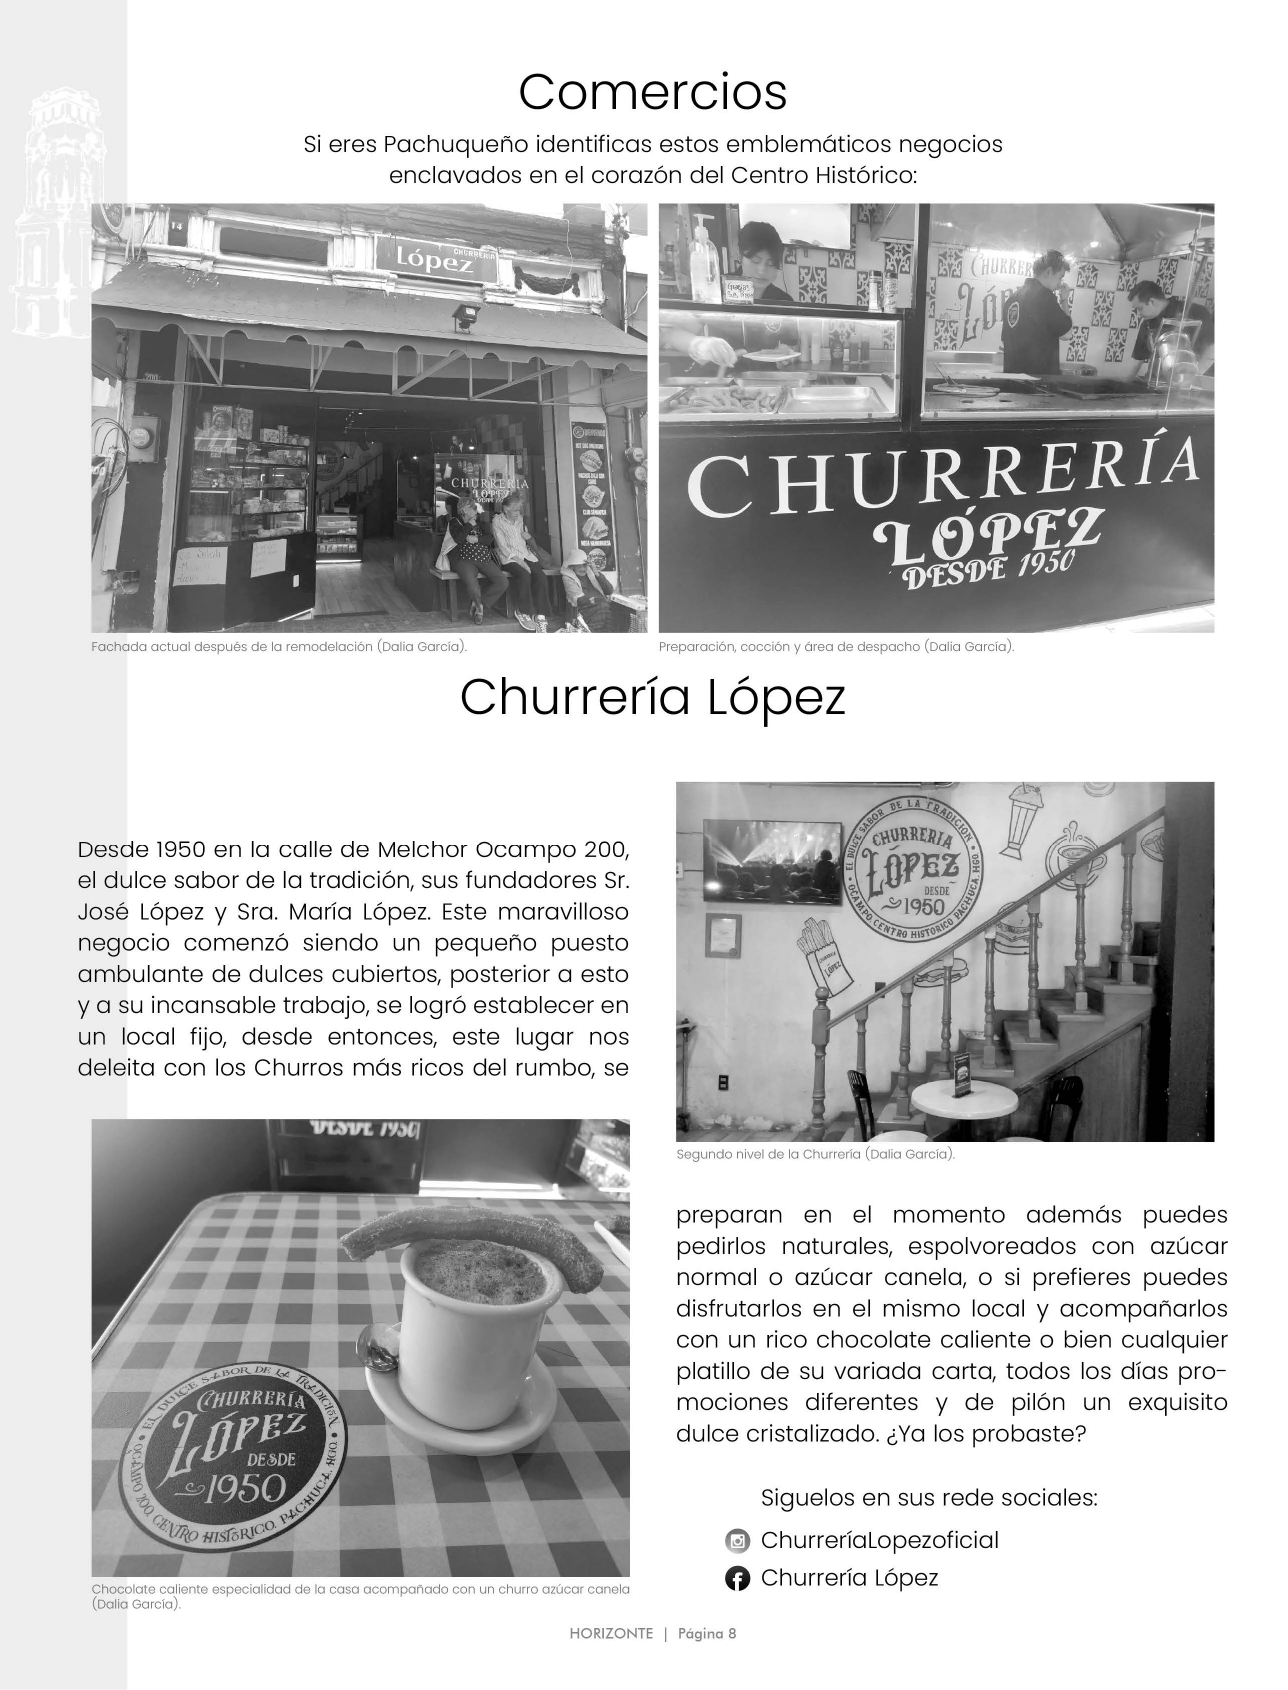 Comercios
Si eres Pachuqueño identificas estos emblemáticos negocios
enclavados en el corazón del Centro Histórico:
14
CHURRERÍA
López
CHURRERÍA
LÓPEZ
DESDE 1950
CHURRERÍA
LÓPEZ
DESDE 1950
Fachada actual después de la remodelación (Dalia García).
Preparación, cocción y área de despacho (Dalia García).
Churrería López
Desde 1950 en la calle de Melchor Ocampo 200,
el dulce sabor de la tradición, sus fundadores Sr.
José López y Sra. María López. Este maravilloso
negocio comenzó siendo un pequeño puesto
ambulante de dulces cubiertos, posterior a esto
y a su incansable trabajo, se logró establecer en
un local fijo, desde entonces, este lugar nos
deleita con los Churros más ricos del rumbo, se
DESDE 1950
EL DULCE SABOR DE LA TRADICIÓN
CHURRERÍA
LÓPEZ
DESDE
1950
OCAMPO 200, CENTRO HISTÓRICO. PACHUCA, HGO.
Chocolate caliente especialidad de la casa acompañado con un churro azúcar canela
(Dalia García).
EL DULCE SABOR DE LA TRADICION
CHURRERIA
LÓPEZ
DESDE
1950
OCAMPO, CENTRO HISTORICO PACHUCA, HGO.
LÓPEZ
Segundo nivel de la Churrería (Dalia García).
preparan en el momento además puedes
pedirlos naturales, espolvoreados con azúcar
normal o azúcar canela, o si prefieres puedes
disfrutarlos en el mismo local y acompañarlos
con un rico chocolate caliente o bien cualquier
platillo de su variada carta, todos los días pro-
mociones diferentes y de pilón un exquisito
dulce cristalizado. ¿Ya los probaste?
Siguelos en sus rede sociales:
ChurreríaLopezoficial
Churrería López
HORIZONTE | Página 8